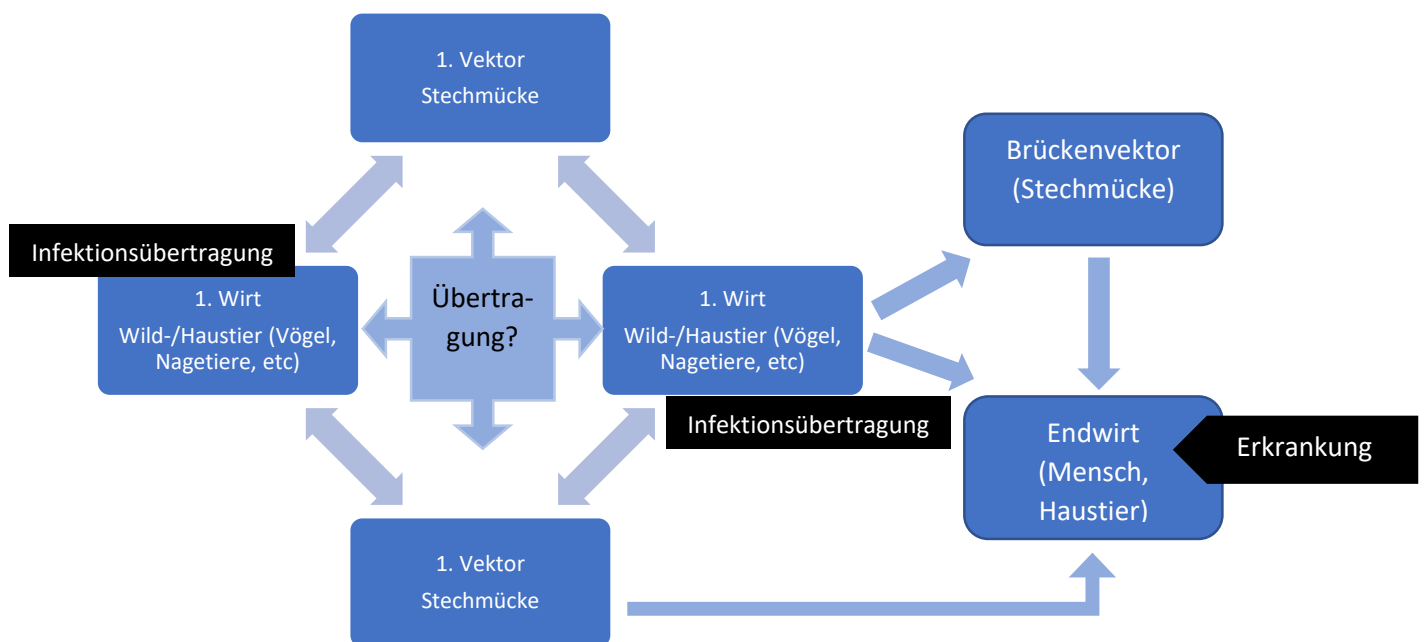 1. Vektor
Stechmücke
Brückenvektor
(Stechmücke)
Infektionsübertragung
1. Wirt
Wild-/Haustier (Vögel,
Nagetiere, etc)
Übertra-
gung?
1. Wirt
Wild-/Haustier (Vögel,
Nagetiere, etc)
Infektionsübertragung
Endwirt
(Mensch,
Haustier)
Erkrankung
1. Vektor
Stechmücke